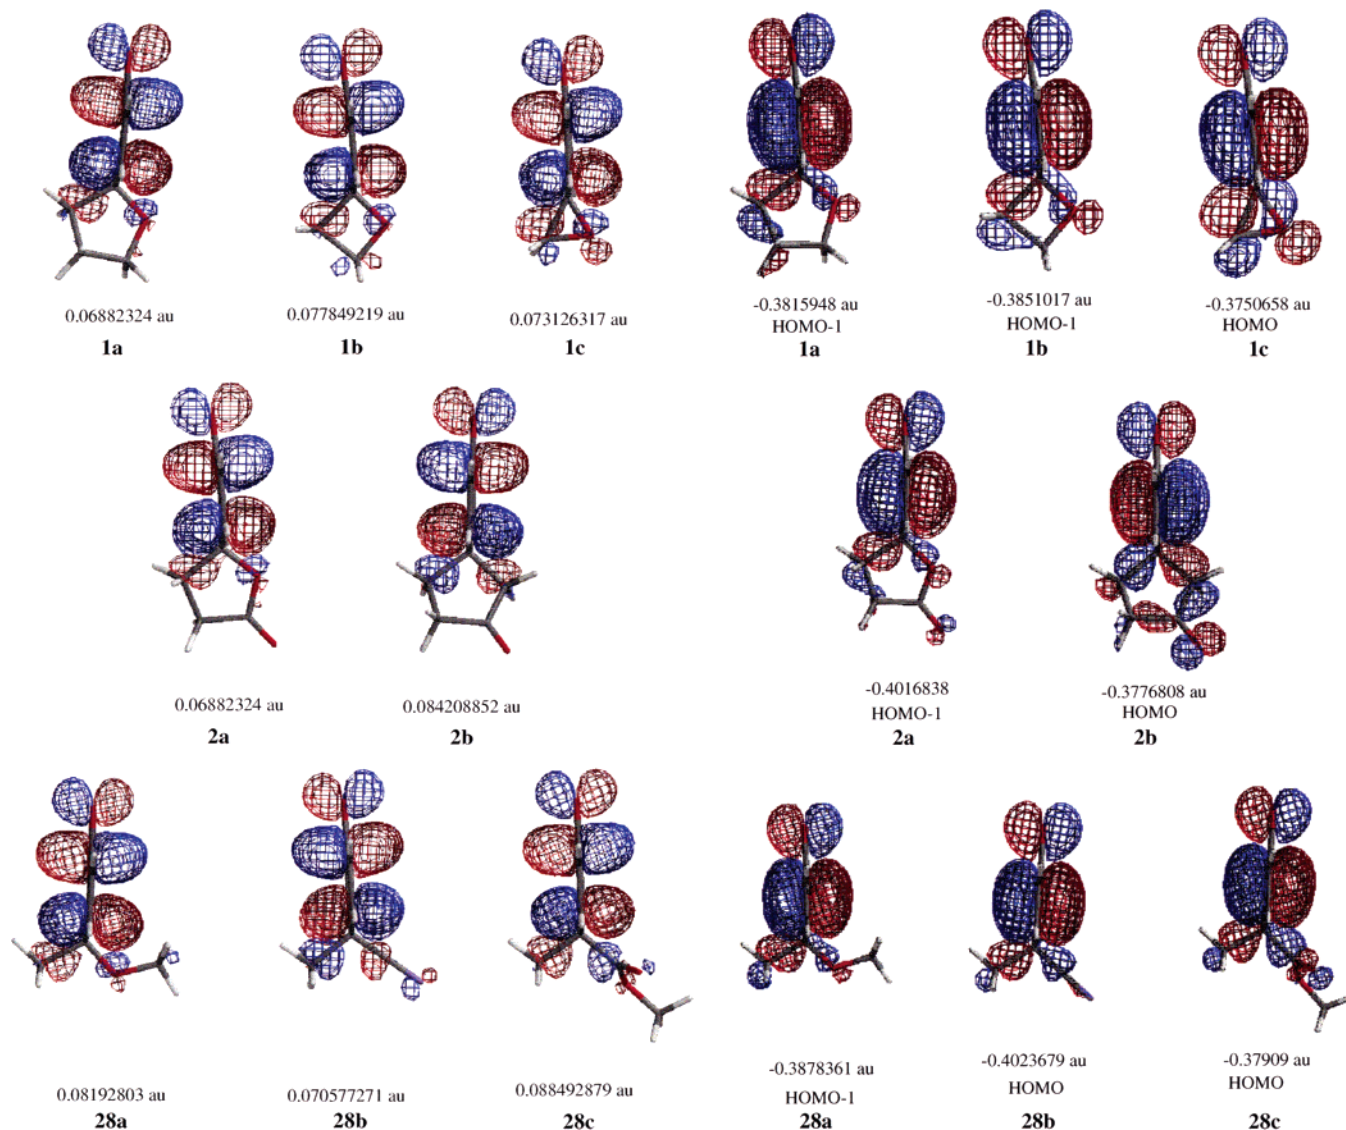 0.06882324 au
1a
0.077849219 au
1b
0.073126317 au
1c
-0.3815948 au
HOMO-1
1a
-0.3851017 au
HOMO-1
1b
-0.3750658 au
HOMO
1c
0.06882324 au
2a
0.084208852 au
2b
-0.4016838
HOMO-1
2a
-0.3776808 au
HOMO
2b
0.08192803 au
28a
0.070577271 au
28b
0.088492879 au
28c
-0.3878361 au
HOMO-1
28a
-0.4023679 au
HOMO
28b
-0.37909 au
HOMO
28c